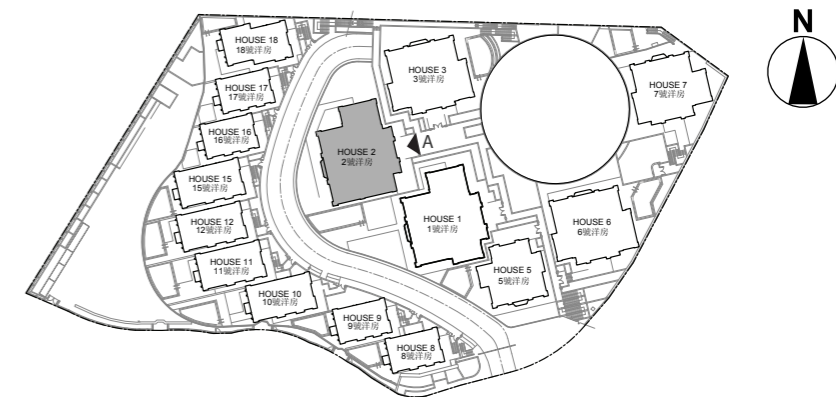 N
HOUSE 18
18號洋房
HOUSE 17
17號洋房
HOUSE 16
16號洋房
HOUSE 15
15號洋房
HOUSE 12
12號洋房
HOUSE 11
11號洋房
HOUSE 10
10號洋房
HOUSE 9
9號洋房
HOUSE 8
8號洋房
HOUSE 3
3號洋房
HOUSE 2
2號洋房
A
HOUSE 1
1號洋房
HOUSE 5
5號洋房
HOUSE 6
6號洋房
HOUSE 7
7號洋房